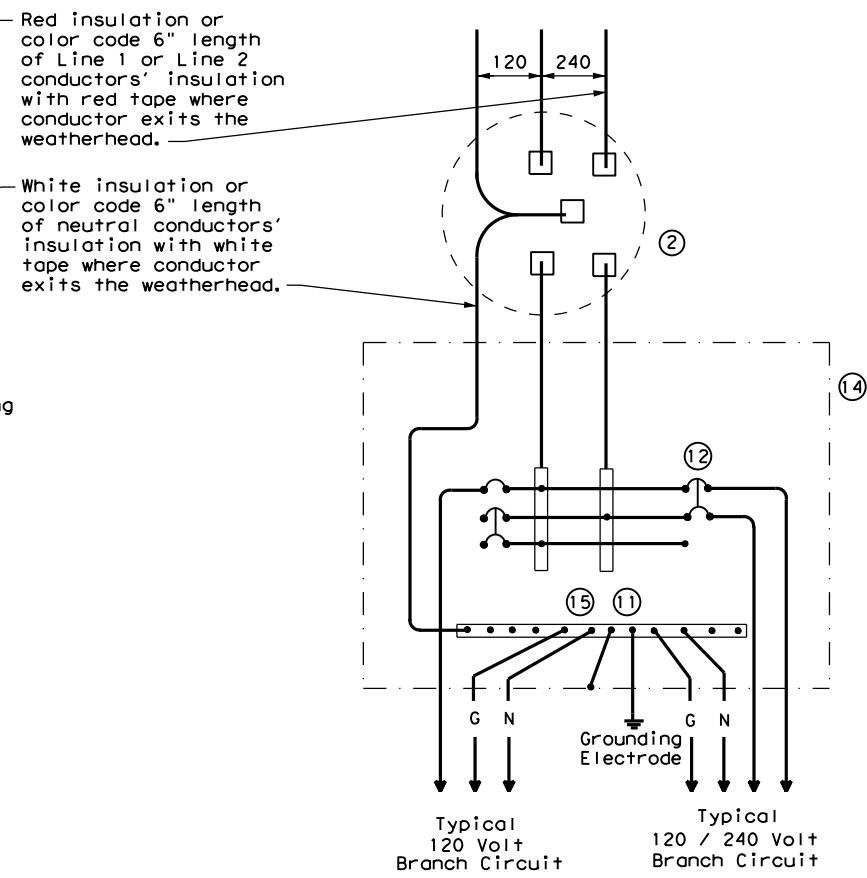 Red insulation or
color code 6" length
of Line 1 or Line 2
conductors' insulation
with red tape where
conductor exits the
weatherhead.
120 240
White insulation or
color code 6" length
of neutral conductors'
insulation with white
tape where conductor
exits the weatherhead.
2
14
12
15 11
G N
G N
Grounding
Electrode
Typical
120 Volt
Branch Circuit
Typical
120 / 240 Volt
Branch Circuit